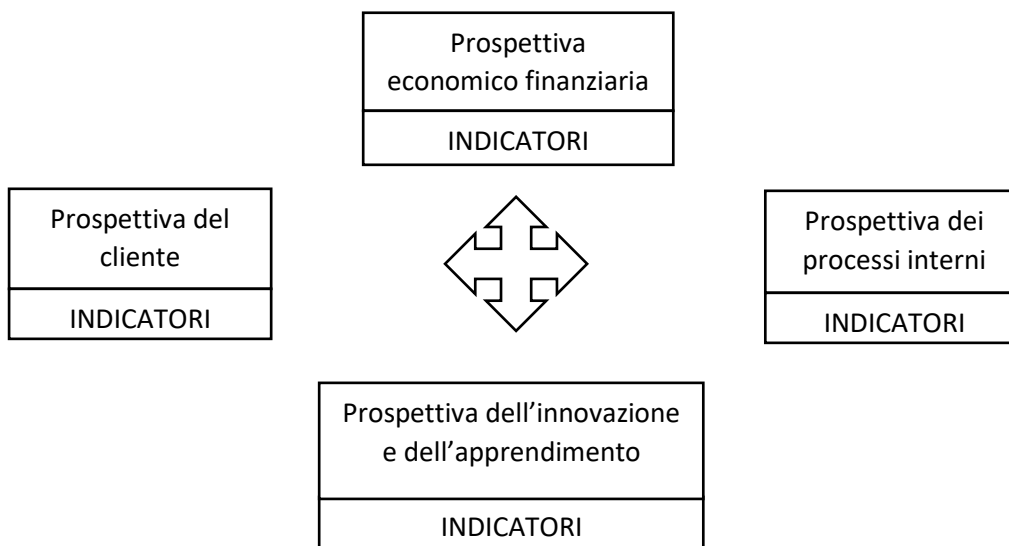 Prospettiva
economico finanziaria
INDICATORI
Prospettiva del
cliente
INDICATORI
Prospettiva dei
processi interni
INDICATORI
Prospettiva dell’innovazione
e dell’apprendimento
INDICATORI